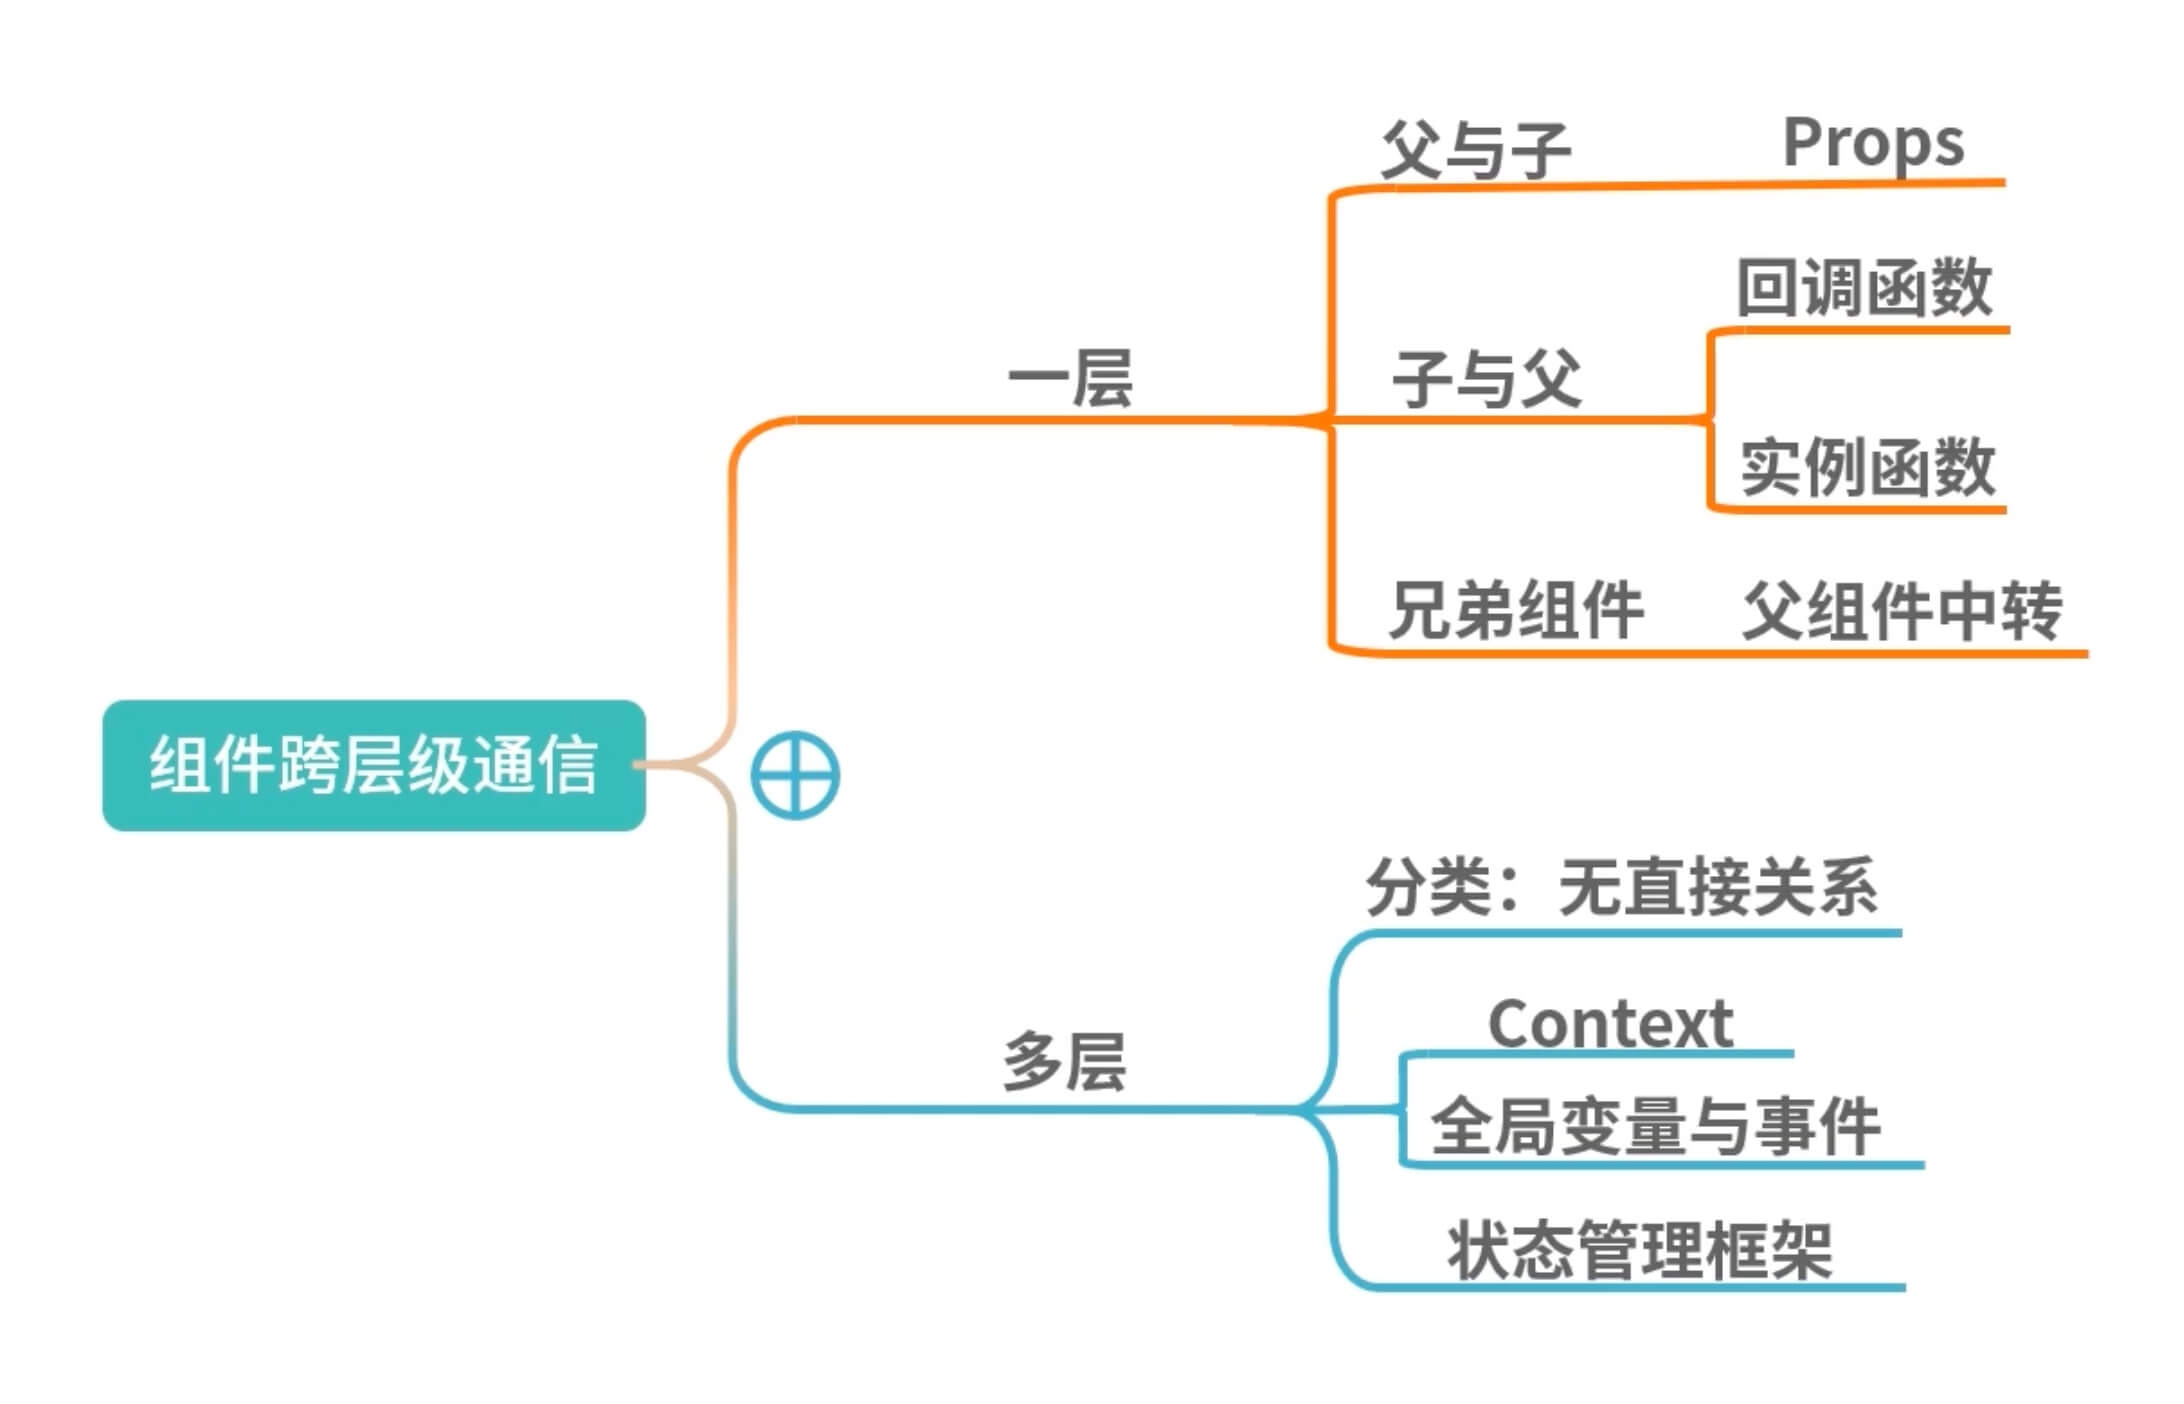 父与子 Props
回调函数
一层
子与父
实例函数
兄弟组件 父组件中转
组件跨层级通信
分类：无直接关系
Context
多层
全局变量与事件
状态管理框架